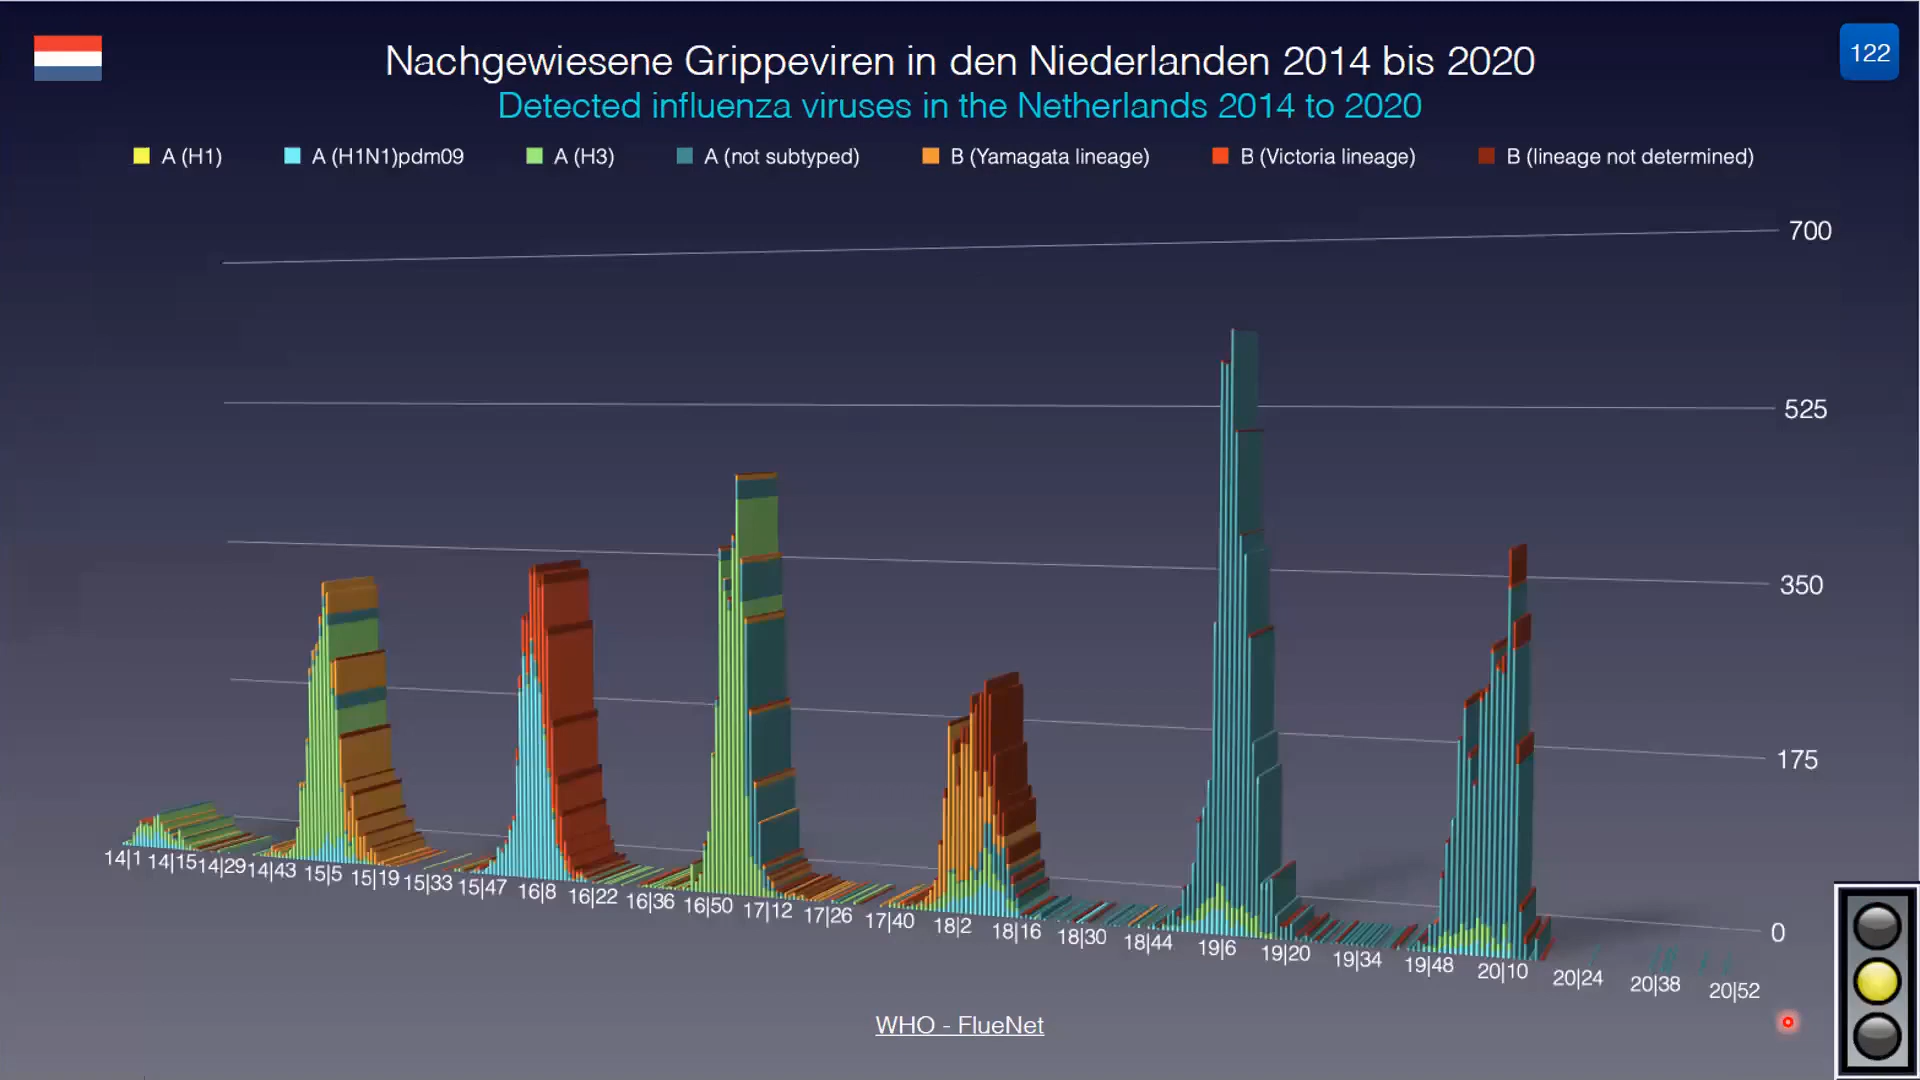 Nachgewiesene Grippeviren in den Niederlanden 2014 bis 2020
122
Detected influenza viruses in the Netherlands 2014 to 2020
A (H1) A (H1N1)pdm09 A (H3) A (not subtyped) B (Yamagata lineage) B (Victoria lineage) B (lineage not determined)
700
525
350
175
0
14|1 14|15 14|29 14|43 15|5 15|19 15|33 15|47 16|8 16|22 16|36 16|50 17|12 17|26 17|40 18|2 18|16 18|30 18|44 19|6 19|20 19|34 19|48 20|10 20|24 20|38 20|52
WHO - FlueNet